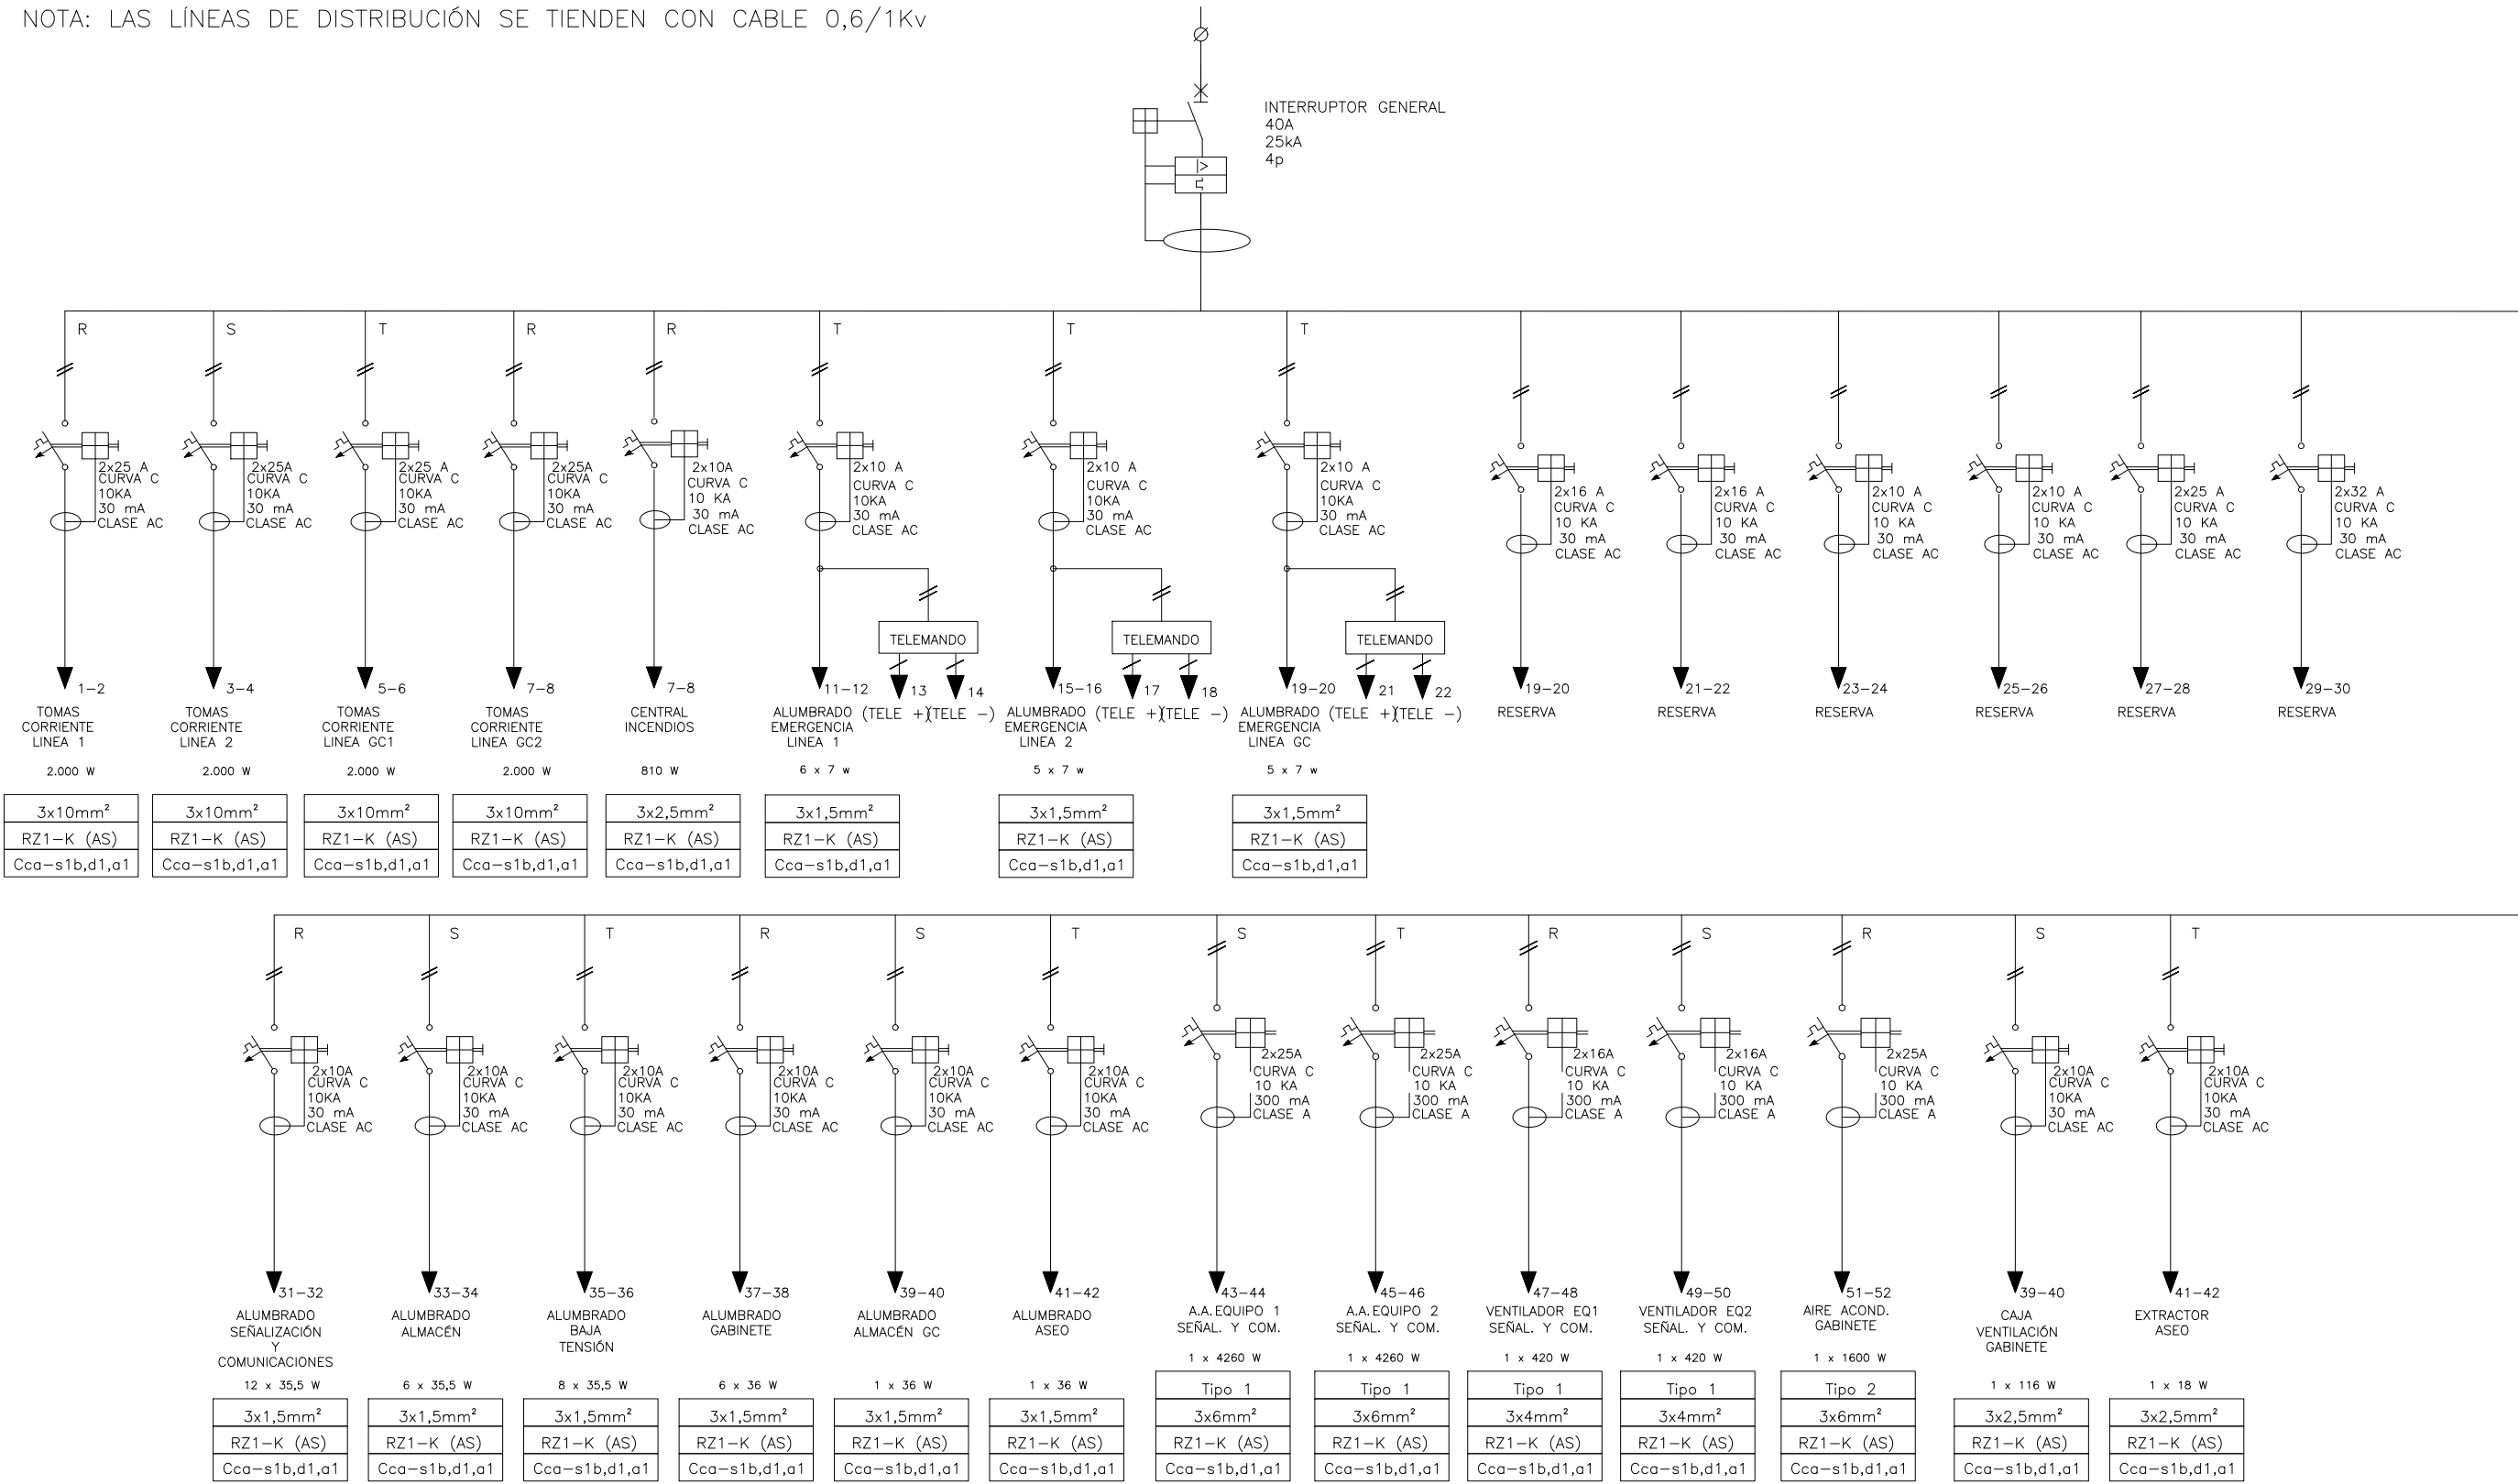 NOTA: LAS LÍNEAS DE DISTRIBUCIÓN SE TIENDEN CON CABLE 0,6/1Kv
INTERRUPTOR GENERAL
40A
25kA
4p
R
S
T
R
R
T
T
T
2x25 A
CURVA C
10KA
30 mA
CLASE AC
2x25A
CURVA C
10KA
30 mA
CLASE AC
2x25 A
CURVA C
10KA
30 mA
CLASE AC
2x25A
CURVA C
10KA
30 mA
CLASE AC
2x10A
CURVA C
10 KA
30 mA
CLASE AC
2x10 A
CURVA C
10KA
30 mA
CLASE AC
2x10 A
CURVA C
10KA
30 mA
CLASE AC
2x10 A
CURVA C
10KA
30 mA
CLASE AC
2x16 A
CURVA C
10 KA
30 mA
CLASE AC
2x16 A
CURVA C
10 KA
30 mA
CLASE AC
2x10 A
CURVA C
10 KA
30 mA
CLASE AC
2x10 A
CURVA C
10 KA
30 mA
CLASE AC
2x25 A
CURVA C
10 KA
30 mA
CLASE AC
2x32 A
CURVA C
10 KA
30 mA
CLASE AC
TELEMANDO
TELEMANDO
TELEMANDO
1-2
TOMAS
CORRIENTE
LINEA 1
2.000 W
3x10mm²
RZ1-K (AS)
Cca-s1b,d1,a1
3-4
TOMAS
CORRIENTE
LINEA 2
2.000 W
3x10mm²
RZ1-K (AS)
Cca-s1b,d1,a1
5-6
TOMAS
CORRIENTE
LINEA GC1
2.000 W
3x10mm²
RZ1-K (AS)
Cca-s1b,d1,a1
7-8
TOMAS
CORRIENTE
LINEA GC2
2.000 W
3x10mm²
RZ1-K (AS)
Cca-s1b,d1,a1
7-8
CENTRAL
INCENDIOS
810 W
3x2,5mm²
RZ1-K (AS)
Cca-s1b,d1,a1
11-12
ALUMBRADO
EMERGENCIA
LINEA 1
6 x 7 w
3x1,5mm²
RZ1-K (AS)
Cca-s1b,d1,a1
13
(TELE +)
14
(TELE -)
15-16
ALUMBRADO
EMERGENCIA
LINEA 2
5 x 7 w
3x1,5mm²
RZ1-K (AS)
Cca-s1b,d1,a1
17
(TELE +)
18
(TELE -)
19-20
ALUMBRADO
EMERGENCIA
LINEA GC
5 x 7 w
3x1,5mm²
RZ1-K (AS)
Cca-s1b,d1,a1
21
(TELE +)
22
(TELE -)
19-20
RESERVA
21-22
RESERVA
23-24
RESERVA
25-26
RESERVA
27-28
RESERVA
29-30
RESERVA
R
S
T
R
S
T
S
T
R
S
R
S
T
2x10A
CURVA C
10KA
30 mA
CLASE AC
2x10A
CURVA C
10KA
30 mA
CLASE AC
2x10A
CURVA C
10KA
30 mA
CLASE AC
2x10A
CURVA C
10KA
30 mA
CLASE AC
2x10A
CURVA C
10KA
30 mA
CLASE AC
2x10A
CURVA C
10KA
30 mA
CLASE AC
2x25A
CURVA C
10 KA
300 mA
CLASE A
2x25A
CURVA C
10 KA
300 mA
CLASE A
2x16A
CURVA C
10 KA
300 mA
CLASE A
2x16A
CURVA C
10 KA
300 mA
CLASE A
2x25A
CURVA C
10 KA
300 mA
CLASE A
2x10A
CURVA C
10KA
30 mA
CLASE AC
2x10A
CURVA C
10KA
30 mA
CLASE AC
31-32
ALUMBRADO
SEÑALIZACIÓN
Y
COMUNICACIONES
12 x 35,5 W
3x1,5mm²
RZ1-K (AS)
Cca-s1b,d1,a1
33-34
ALUMBRADO
ALMACÉN
6 x 35,5 W
3x1,5mm²
RZ1-K (AS)
Cca-s1b,d1,a1
35-36
ALUMBRADO
BAJA
TENSIÓN
8 x 35,5 W
3x1,5mm²
RZ1-K (AS)
Cca-s1b,d1,a1
37-38
ALUMBRADO
GABINETE
6 x 36 W
3x1,5mm²
RZ1-K (AS)
Cca-s1b,d1,a1
39-40
ALUMBRADO
ALMACÉN GC
1 x 36 W
3x1,5mm²
RZ1-K (AS)
Cca-s1b,d1,a1
41-42
ALUMBRADO
ASEO
1 x 36 W
3x1,5mm²
RZ1-K (AS)
Cca-s1b,d1,a1
43-44
A.A.EQUIPO 1
SEÑAL. Y COM.
1 x 4260 W
Tipo 1
3x6mm²
RZ1-K (AS)
Cca-s1b,d1,a1
45-46
A.A.EQUIPO 2
SEÑAL. Y COM.
1 x 4260 W
Tipo 1
3x6mm²
RZ1-K (AS)
Cca-s1b,d1,a1
47-48
VENTILADOR EQ1
SEÑAL. Y COM.
1 x 420 W
Tipo 1
3x4mm²
RZ1-K (AS)
Cca-s1b,d1,a1
49-50
VENTILADOR EQ2
SEÑAL. Y COM.
1 x 420 W
Tipo 1
3x4mm²
RZ1-K (AS)
Cca-s1b,d1,a1
51-52
AIRE ACOND.
GABINETE
1 x 1600 W
Tipo 2
3x6mm²
RZ1-K (AS)
Cca-s1b,d1,a1
39-40
CAJA
VENTILACIÓN
GABINETE
1 x 116 W
3x2,5mm²
RZ1-K (AS)
Cca-s1b,d1,a1
41-42
EXTRACTOR
ASEO
1 x 18 W
3x2,5mm²
RZ1-K (AS)
Cca-s1b,d1,a1